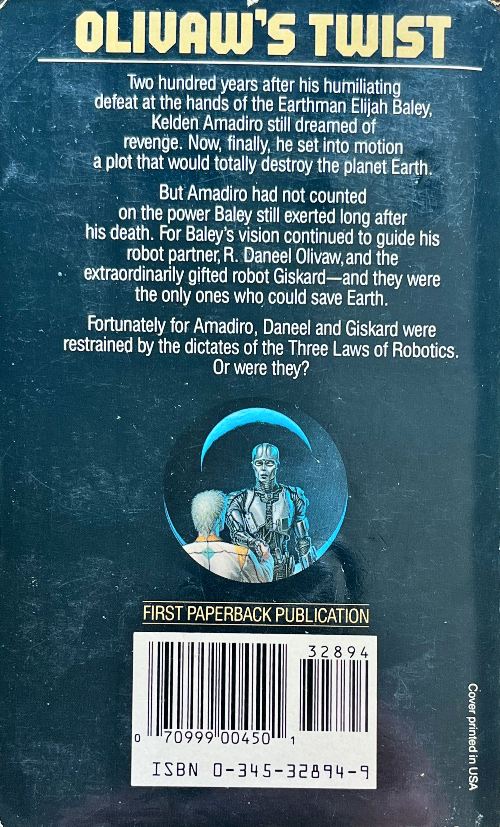 OLIVAW'S TWIST
Two hundred years after his humiliating
defeat at the hands of the Earthman Elijah Baley,
Kelden Amadiro still dreamed of
revenge. Now, finally, he set into motion
a plot that would totally destroy the planet Earth.
But Amadiro had not counted
on the power Baley still exerted long after
his death. For Baley's vision continued to guide his
robot partner, R. Daneel Olivaw, and the
extraordinarily gifted robot Giskard—and they were
the only ones who could save Earth.
Fortunately for Amadiro, Daneel and Giskard were
restrained by the dictates of the Three Laws of Robotics.
Or were they?
FIRST PAPERBACK PUBLICATION
32894
0 70999 00450 1
ISBN 0-345-32894-9
Cover printed in USA